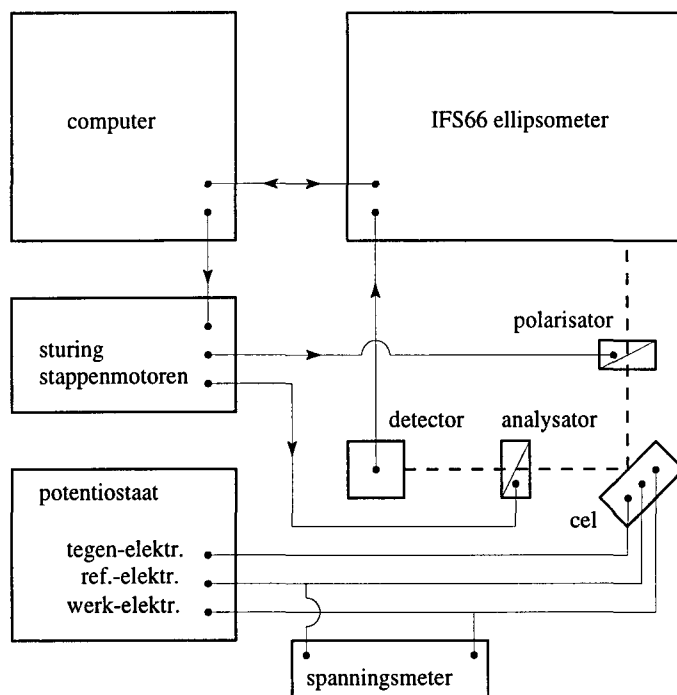 computer
IFS66 ellipsometer
polarisator
sturing
stappenmotoren
detector
analysator
potentiostaat
cel
tegen-elektr.
ref.-elektr.
werk-elektr.
spanningsmeter